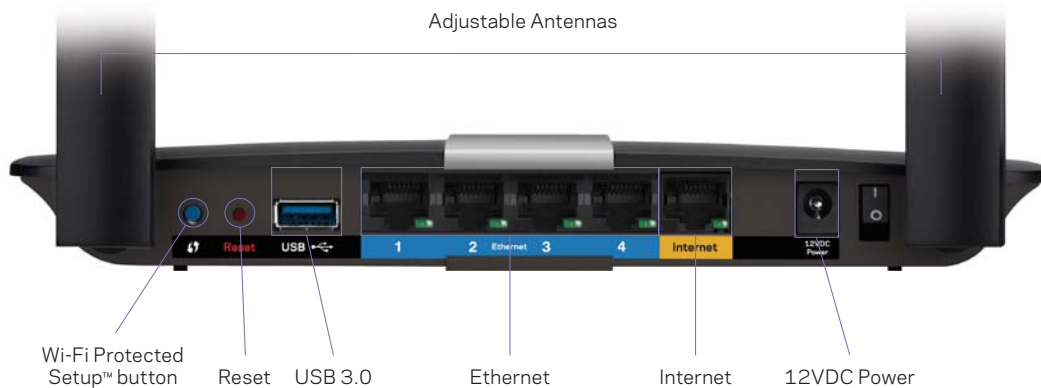 Adjustable Antennas
Reset
USB
1
2
Ethernet
3
4
Internet
12VDC
Power
I
O
Wi-Fi Protected
Setup™ button
Reset
USB 3.0
Ethernet
Internet
12VDC Power